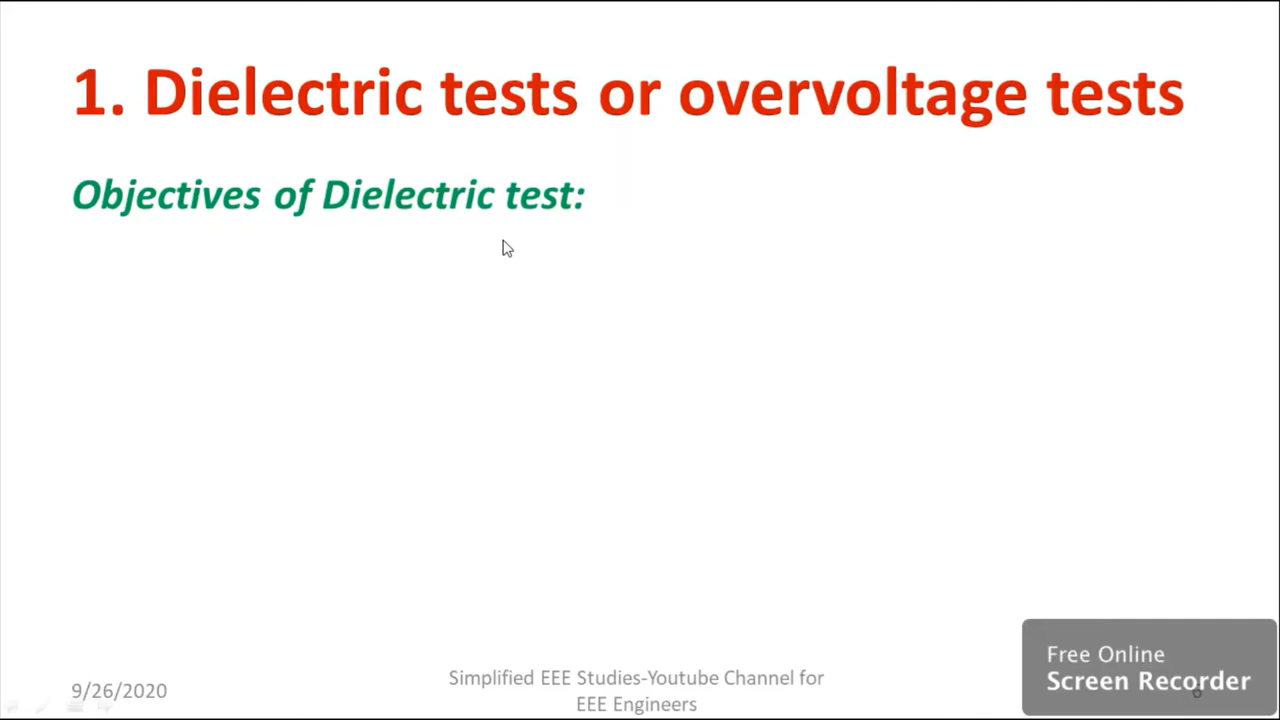 1. Dielectric tests or overvoltage tests
Objectives of Dielectric test:
9/26/2020
Simplified EEE Studies-Youtube Channel for
EEE Engineers
Free Online
Screen Recorder